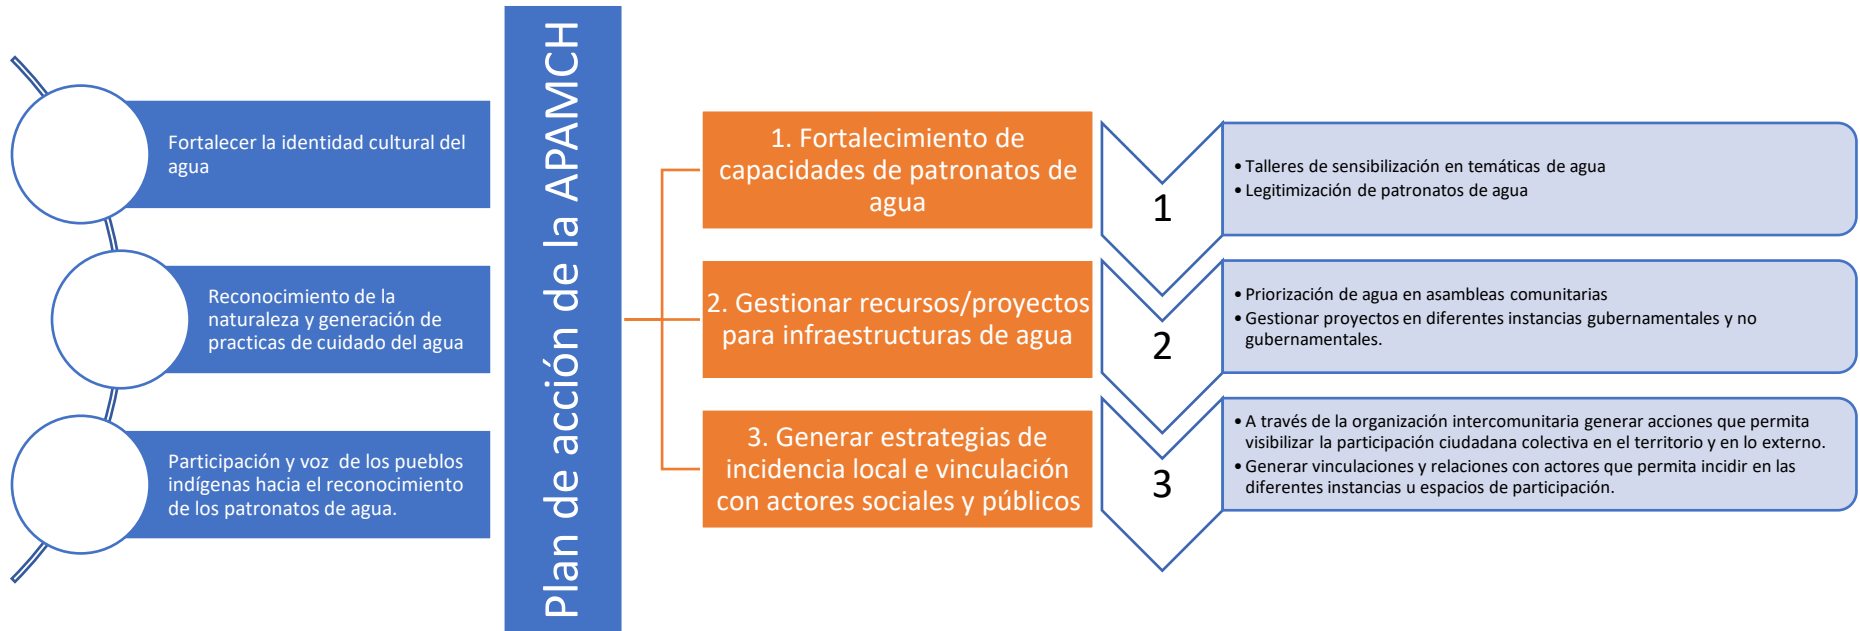 Fortalecer la identidad cultural del
agua
Reconocimiento de la
naturaleza y generación de
practicas de cuidado del agua
Participación y voz  de los pueblos
indígenas hacia el reconocimiento
de los patronatos de agua.
Plan de acción de la APAMCH
1. Fortalecimiento de
capacidades de patronatos de
agua
2. Gestionar recursos/proyectos
para infraestructuras de agua
3. Generar estrategias de
incidencia local e vinculación
con actores sociales y públicos
1
• Talleres de sensibilización en temáticas de agua
• Legitimización de patronatos de agua
2
• Priorización de agua en asambleas comunitarias
• Gestionar proyectos en diferentes instancias gubernamentales y no
gubernamentales.
3
• A través de la organización intercomunitaria generar acciones que permita
visibilizar la participación ciudadana colectiva en el territorio y en lo externo.
• Generar vinculaciones y relaciones con actores que permita incidir en las
diferentes instancias u espacios de participación.